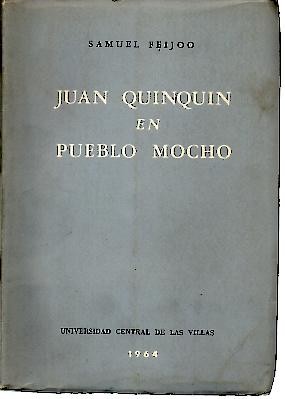 SAMUEL FEIJOO
JUAN QUINQUIN
EN
PUEBLO MOCHO
UNIVERSIDAD CENTRAL DE LAS VILLAS
1964